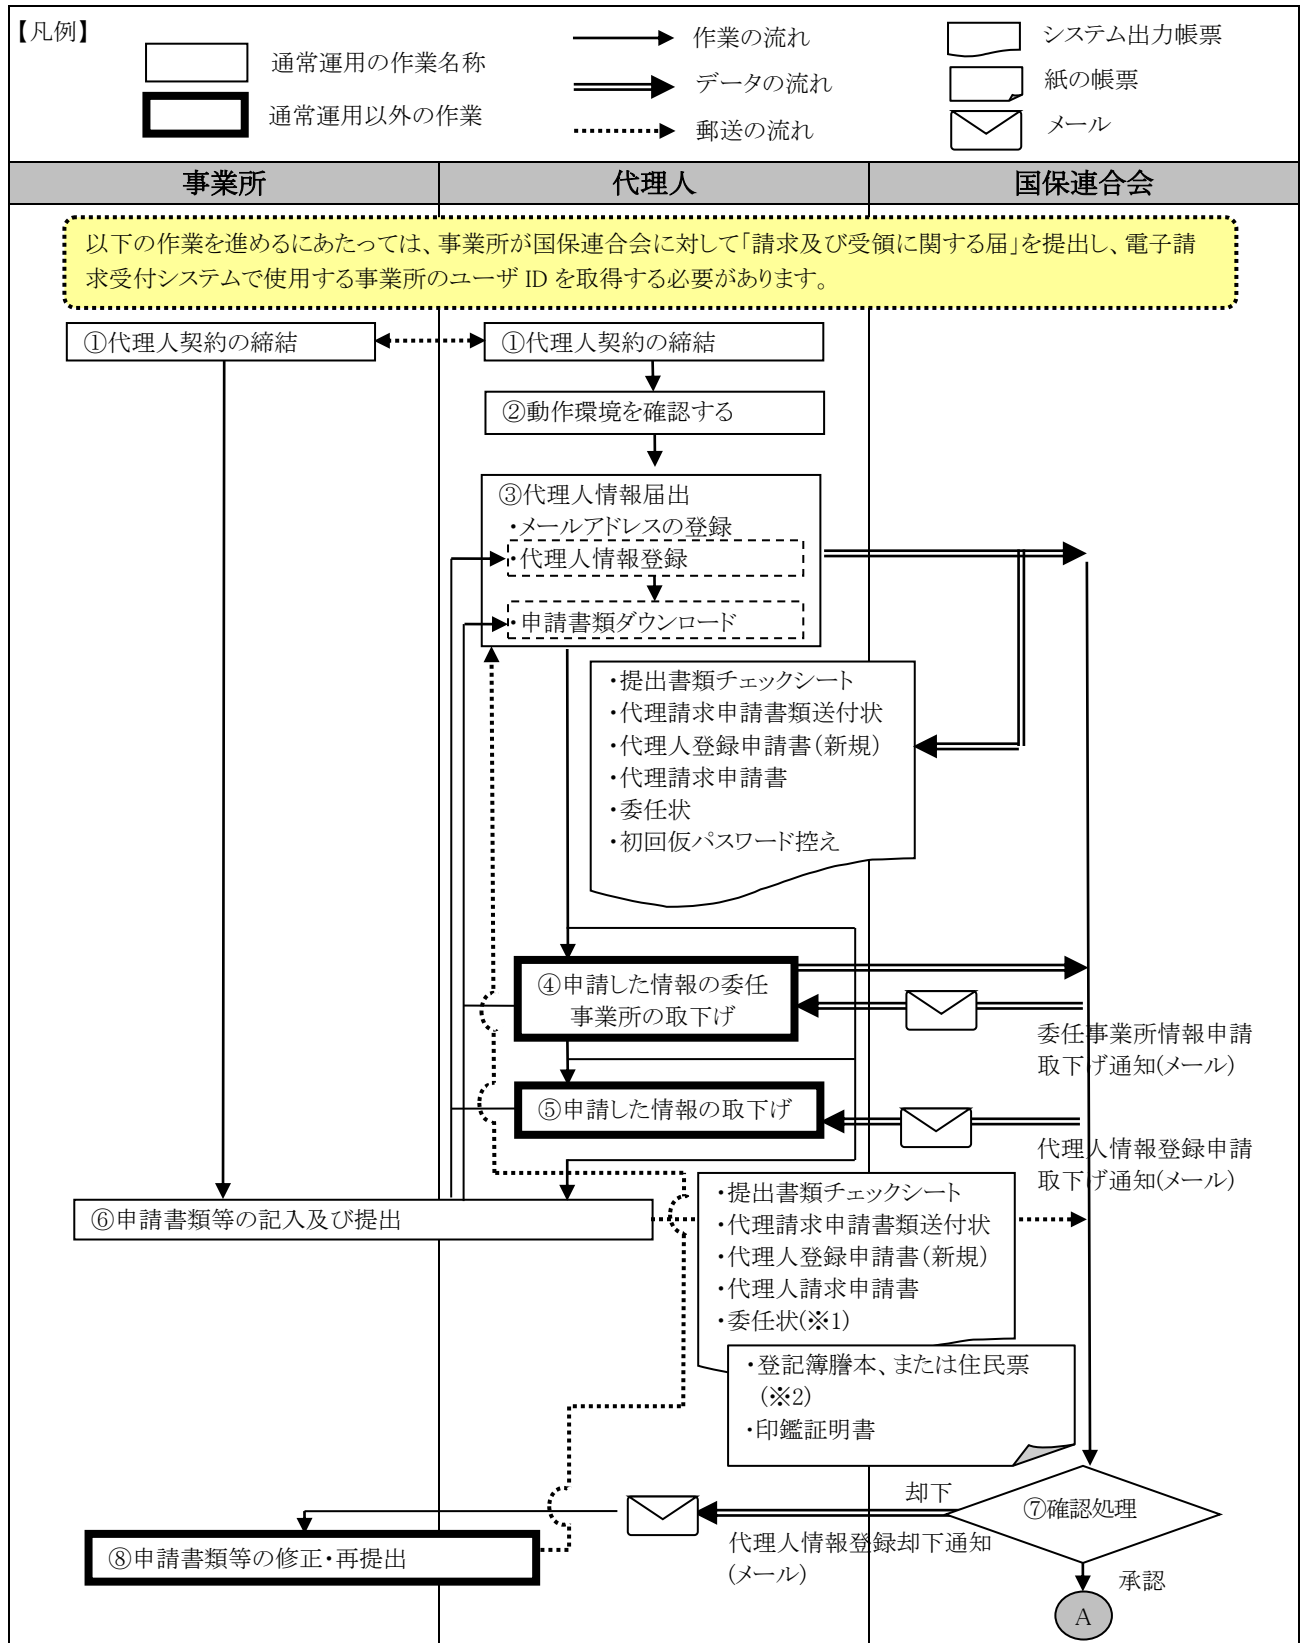 【凡例】
通常運用の作業名称
通常運用以外の作業
作業の流れ
データの流れ
郵送の流れ
システム出力帳票
紙の帳票
メール
事業所
代理人
国保連合会
以下の作業を進めるにあたっては、事業所が国保連合会に対して「請求及び受領に関する届」を提出し、電子請
求受付システムで使用する事業所のユーザ ID を取得する必要があります。
①代理人契約の締結
①代理人契約の締結
②動作環境を確認する
③代理人情報届出
・メールアドレスの登録
・代理人情報登録
・申請書類ダウンロード
・提出書類チェックシート
・代理請求申請書類送付状
・代理人登録申請書(新規)
・代理請求申請書
・委任状
・初回仮パスワード控え
④申請した情報の委任
事業所の取下げ
委任事業所情報申請
取下げ通知(メール)
⑤申請した情報の取下げ
代理人情報登録申請
取下げ通知(メール)
⑥申請書類等の記入及び提出
・提出書類チェックシート
・代理請求申請書類送付状
・代理人登録申請書(新規)
・代理人請求申請書
・委任状(※1)
・登記簿謄本、または住民票
(※2)
・印鑑証明書
却下
⑦確認処理
代理人情報登録却下通知
(メール)
⑧申請書類等の修正・再提出
承認
A